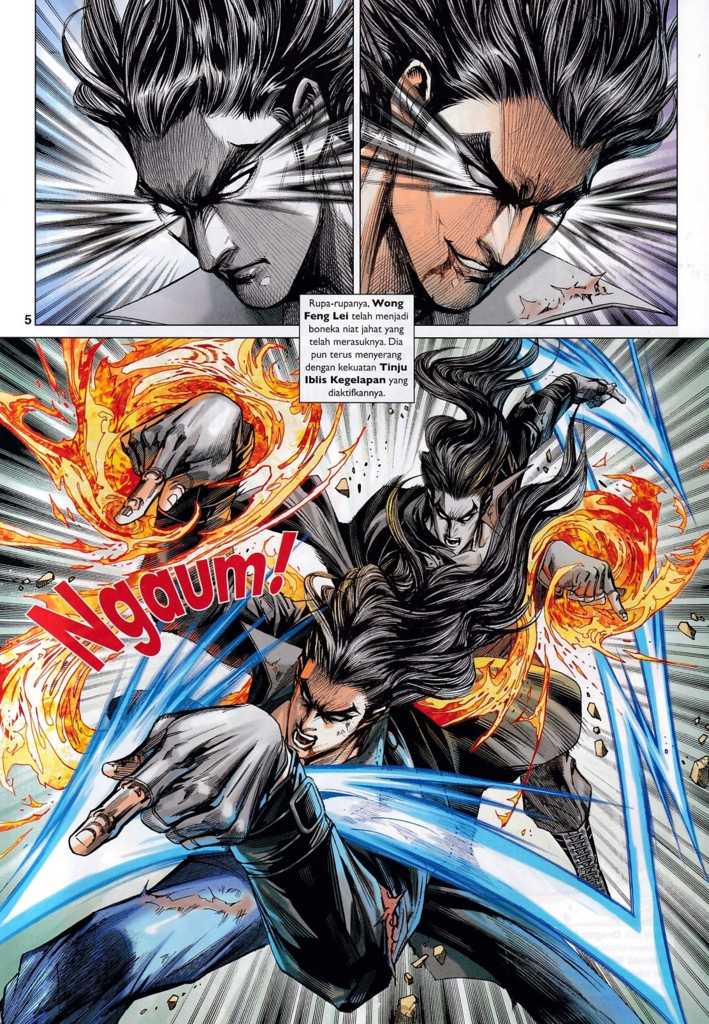 5
Rupa-rupanya, Wong
Feng Lei telah menjadi
boneka niat jahat yang
telah merasuknya. Dia
pun terus menyerang
dengan kekuatan Tinju
Iblis Kegelapan yang
diaktifkannya.
Ngaum!